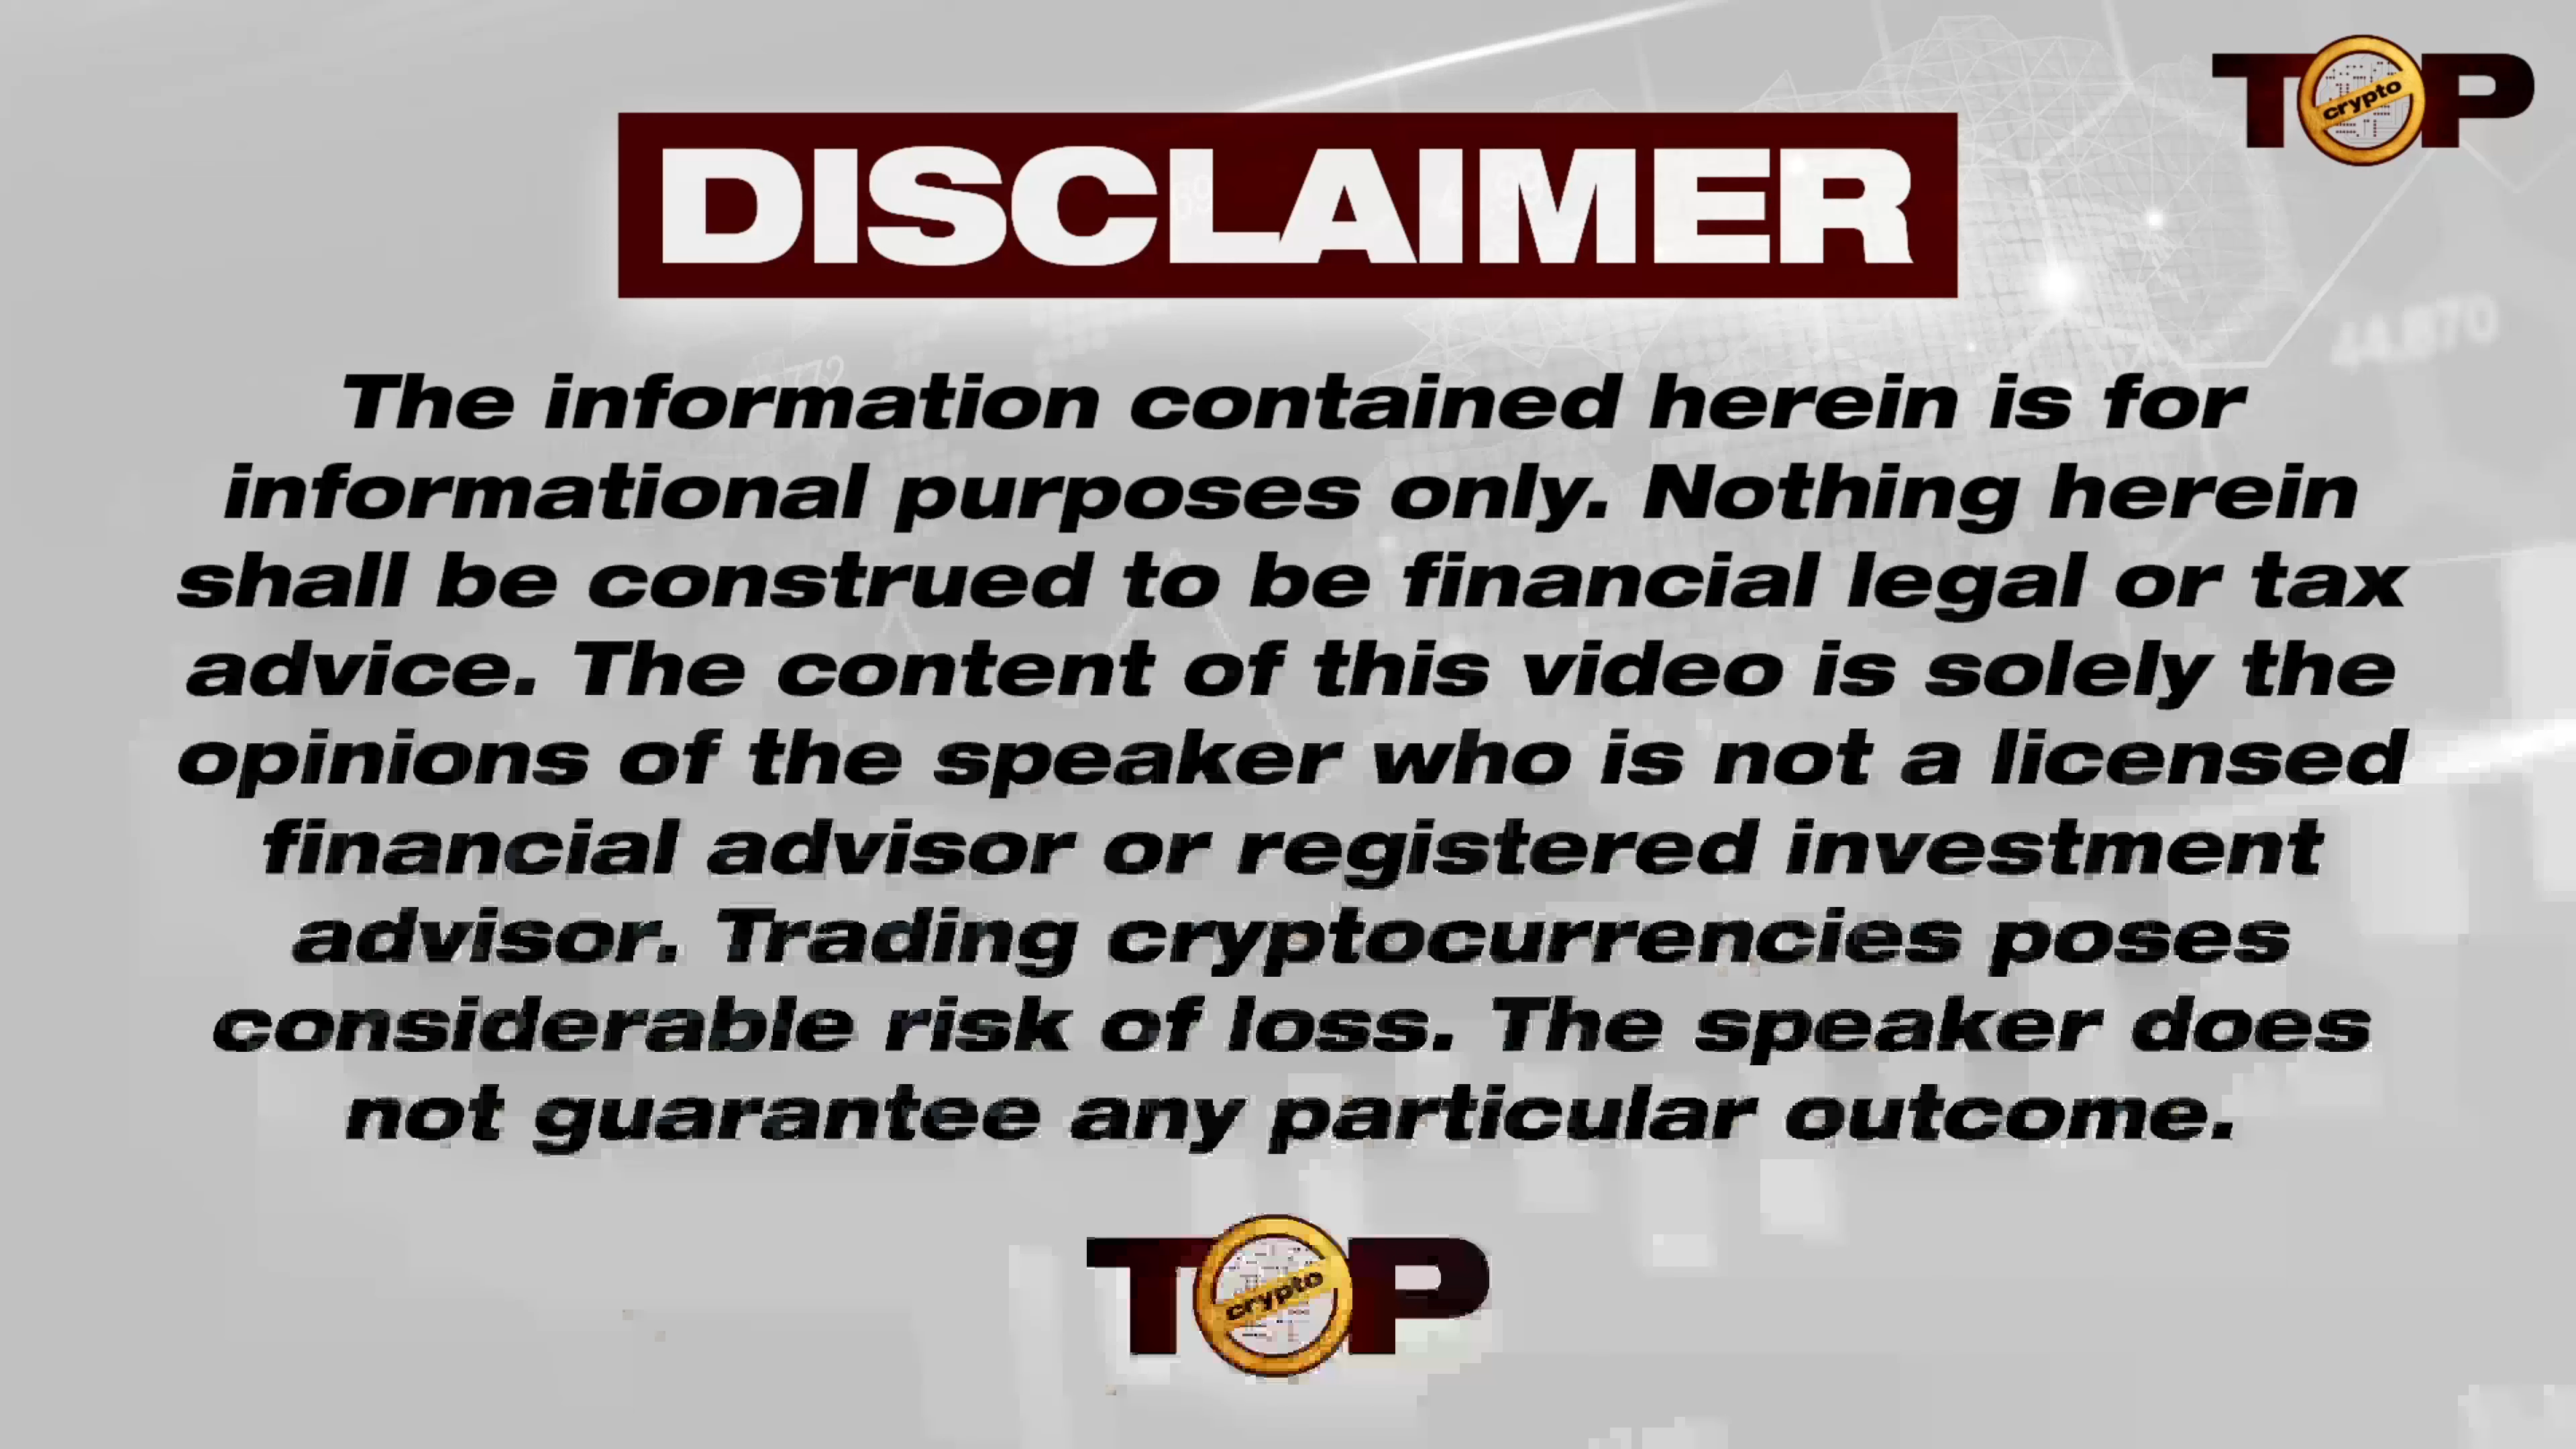 TOP
crypto
DISCLAIMER
44.870
The information contained herein is for
informational purposes only. Nothing herein
shall be construed to be financial legal or tax
advice. The content of this video is solely the
opinions of the speaker who is not a licensed
financial advisor or registered investment
advisor. Trading cryptocurrencies poses
considerable risk of loss. The speaker does
not guarantee any particular outcome.
TOP
crypto